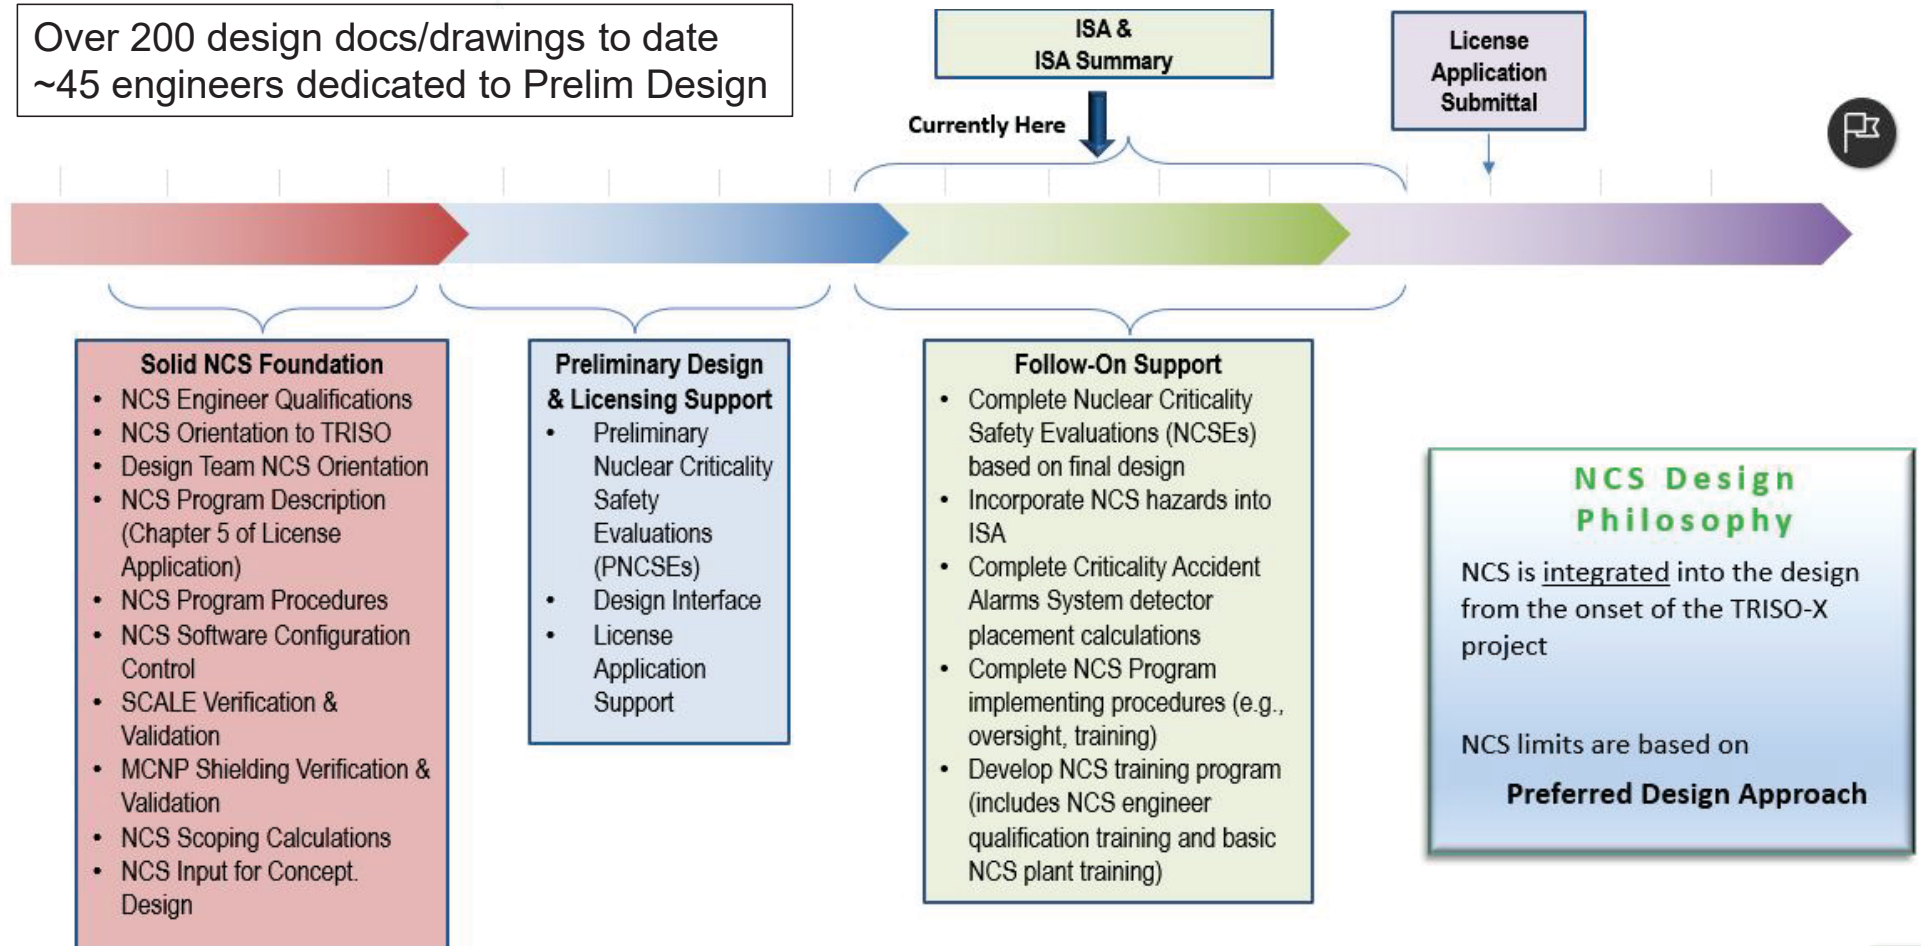 Over 200 design docs/drawings to date
~45 engineers dedicated to Prelim Design
ISA &
ISA Summary
License
Application
Submittal
Currently Here
Solid NCS Foundation
• NCS Engineer Qualifications
• NCS Orientation to TRISO
• Design Team NCS Orientation
• NCS Program Description
(Chapter 5 of License
Application)
• NCS Program Procedures
• NCS Software Configuration
Control
• SCALE Verification &
Validation
• MCNP Shielding Verification &
Validation
• NCS Scoping Calculations
• NCS Input for Concept.
Design
Preliminary Design
& Licensing Support
• Preliminary
Nuclear Criticality
Safety
Evaluations
(PNCSEs)
• Design Interface
• License
Application
Support
Follow-On Support
• Complete Nuclear Criticality
Safety Evaluations (NCSEs)
based on final design
• Incorporate NCS hazards into
ISA
• Complete Criticality Accident
Alarms System detector
placement calculations
• Complete NCS Program
implementing procedures (e.g.,
oversight, training)
• Develop NCS training program
(includes NCS engineer
qualification training and basic
NCS plant training)
NCS Design
Philosophy
NCS is integrated into the design
from the onset of the TRISO-X
project
NCS limits are based on
Preferred Design Approach